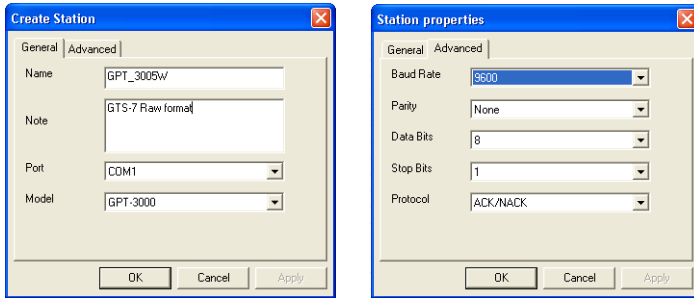 Create Station
General Advanced
Name GPT_3005W
Note GTS-7 Raw format
Port COM1
Model GPT-3000
OK Cancel Apply
Station properties
General Advanced
Baud Rate 9600
Parity None
Data Bits 8
Stop Bits 1
Protocol ACK/NACK
OK Cancel Apply